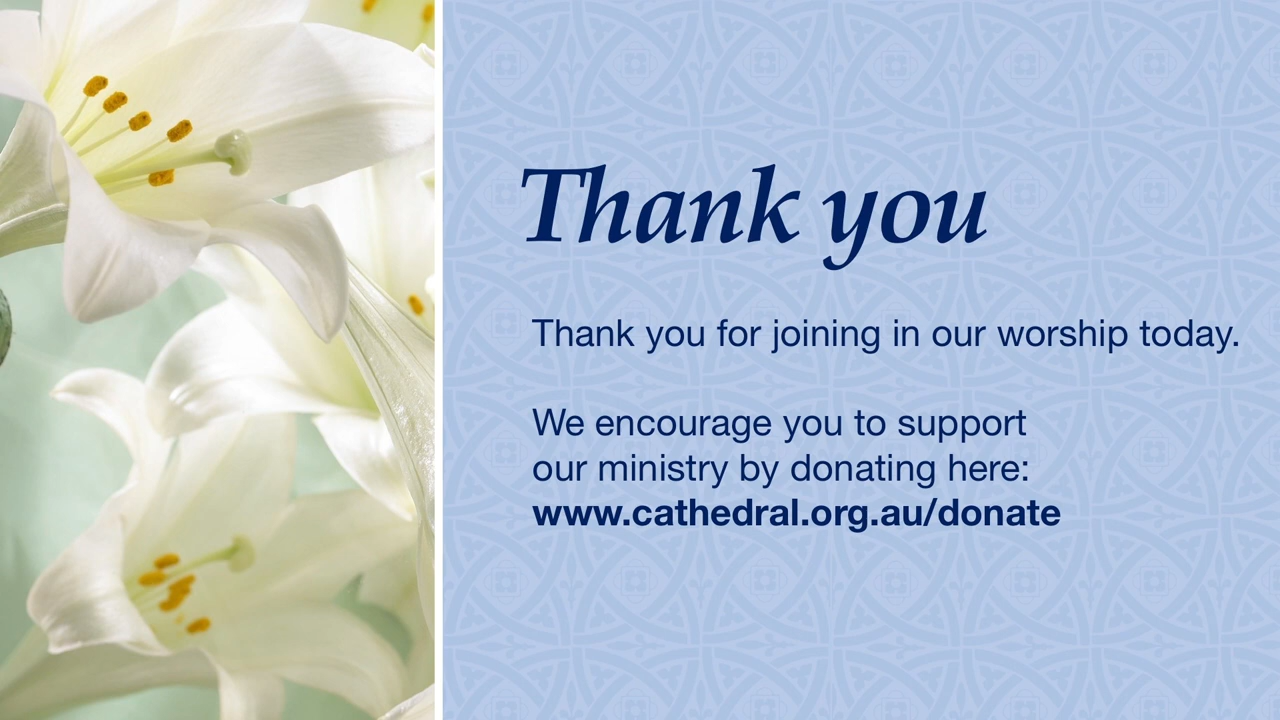 Thank you
Thank you for joining in our worship today.
We encourage you to support
our ministry by donating here:
www.cathedral.org.au/donate